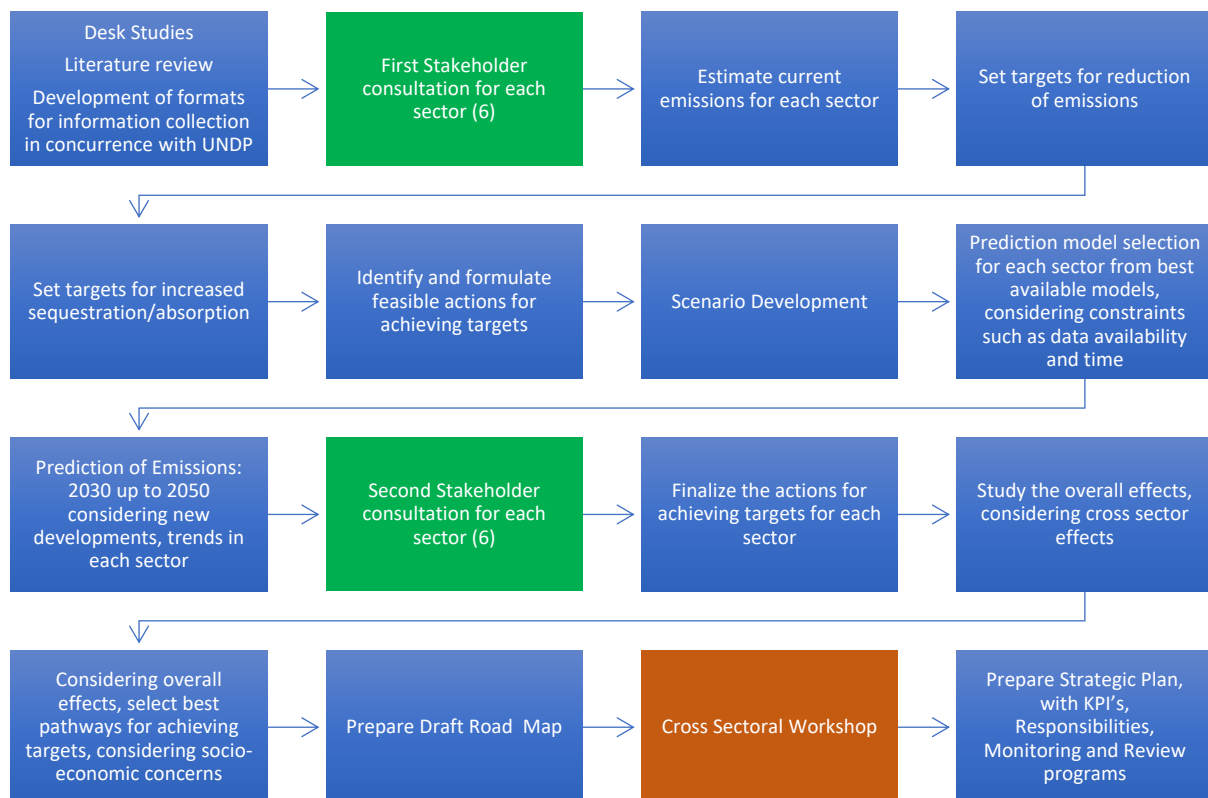 Desk Studies
Literature review
Development of formats
for information collection
in concurrence with UNDP
First Stakeholder
consultation for each
sector (6)
Estimate current
emissions for each sector
Set targets for reduction
of emissions
Set targets for increased
sequestration/absorption
Identify and formulate
feasible actions for
achieving targets
Scenario Development
Prediction model selection
for each sector from best
available models,
considering constraints
such as data availability
and time
Prediction of Emissions:
2030 up to 2050
considering new
developments, trends in
each sector
Second Stakeholder
consultation for each
sector (6)
Finalize the actions for
achieving targets for each
sector
Study the overall effects,
considering cross sector
effects
Considering overall
effects, select best
pathways for achieving
targets, considering socio-
economic concerns
Prepare Draft Road  Map
Cross Sectoral Workshop
Prepare Strategic Plan,
with KPI’s,
Responsibilities,
Monitoring and Review
programs